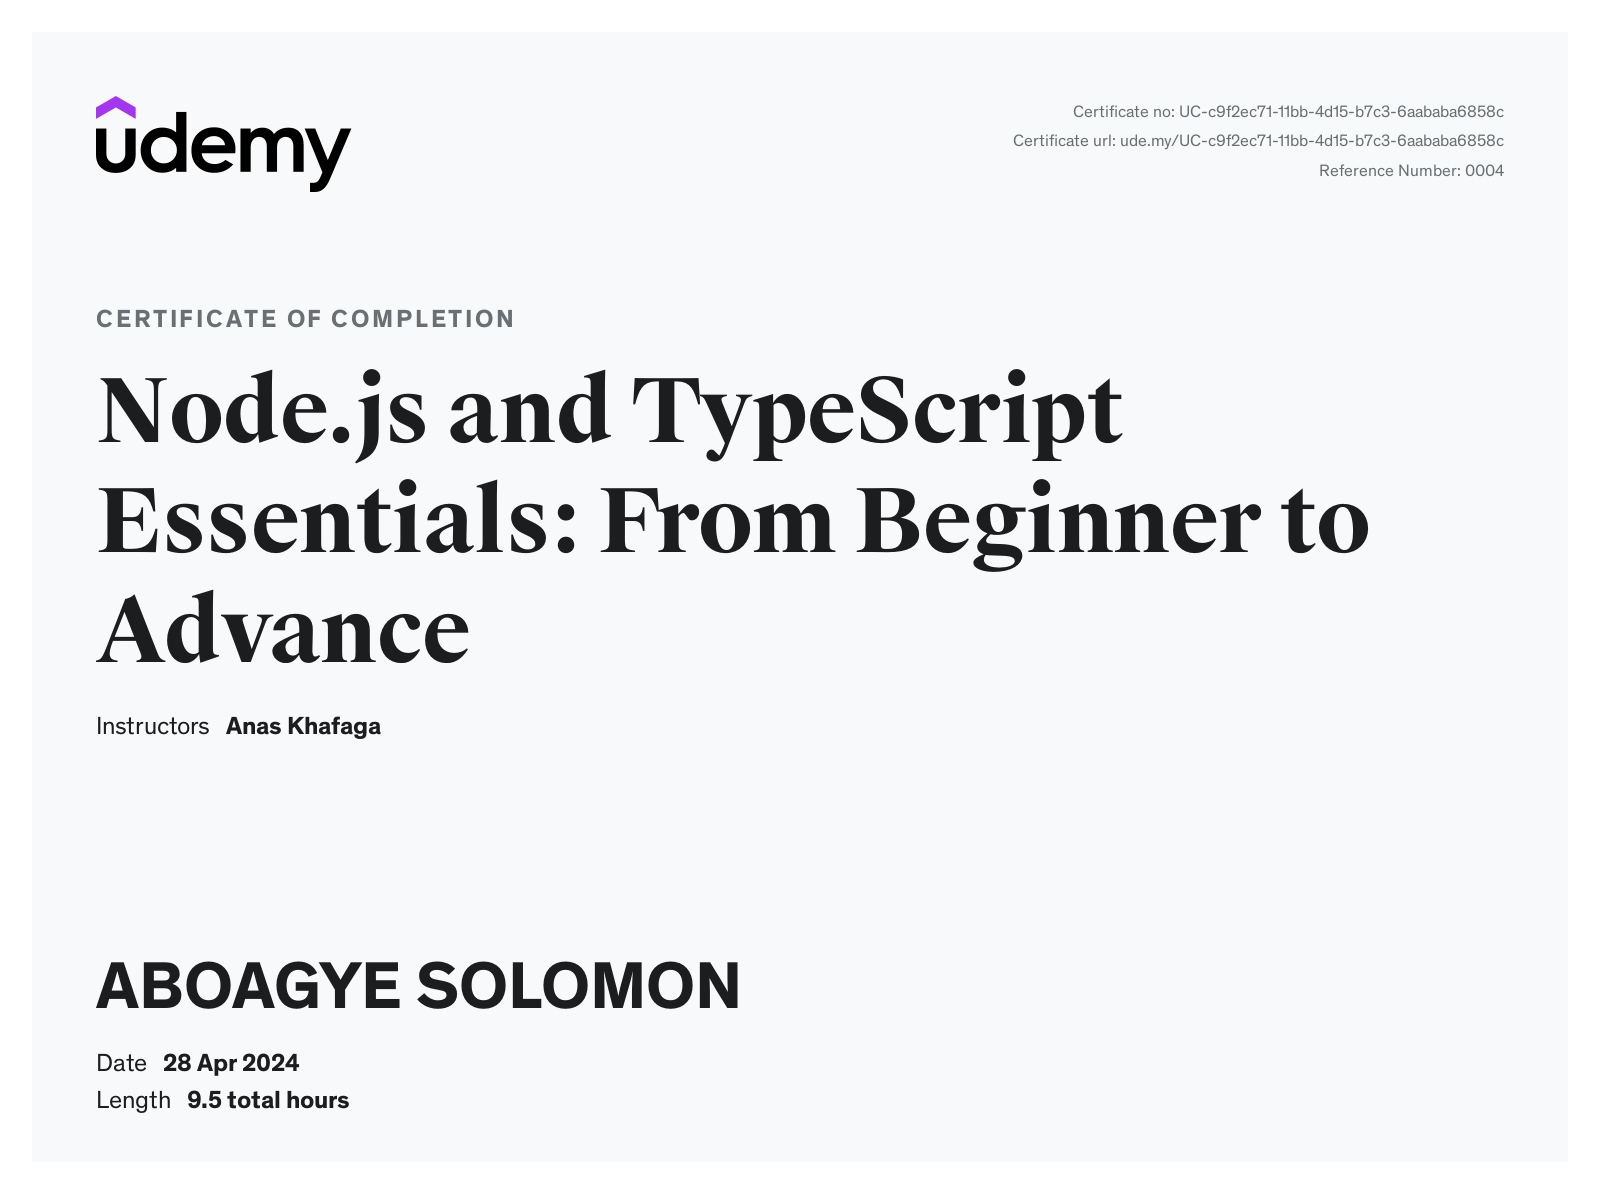 udemy
Certificate no: UC-c9f2ec71-11bb-4d15-b7c3-6aababa6858c
Certificate url: ude.my/UC-c9f2ec71-11bb-4d15-b7c3-6aababa6858c
Reference Number: 0004
CERTIFICATE OF COMPLETION
Node.js and TypeScript
Essentials: From Beginner to
Advance
Instructors Anas Khafaga
ABOAGYE SOLOMON
Date 28 Apr 2024
Length 9.5 total hours